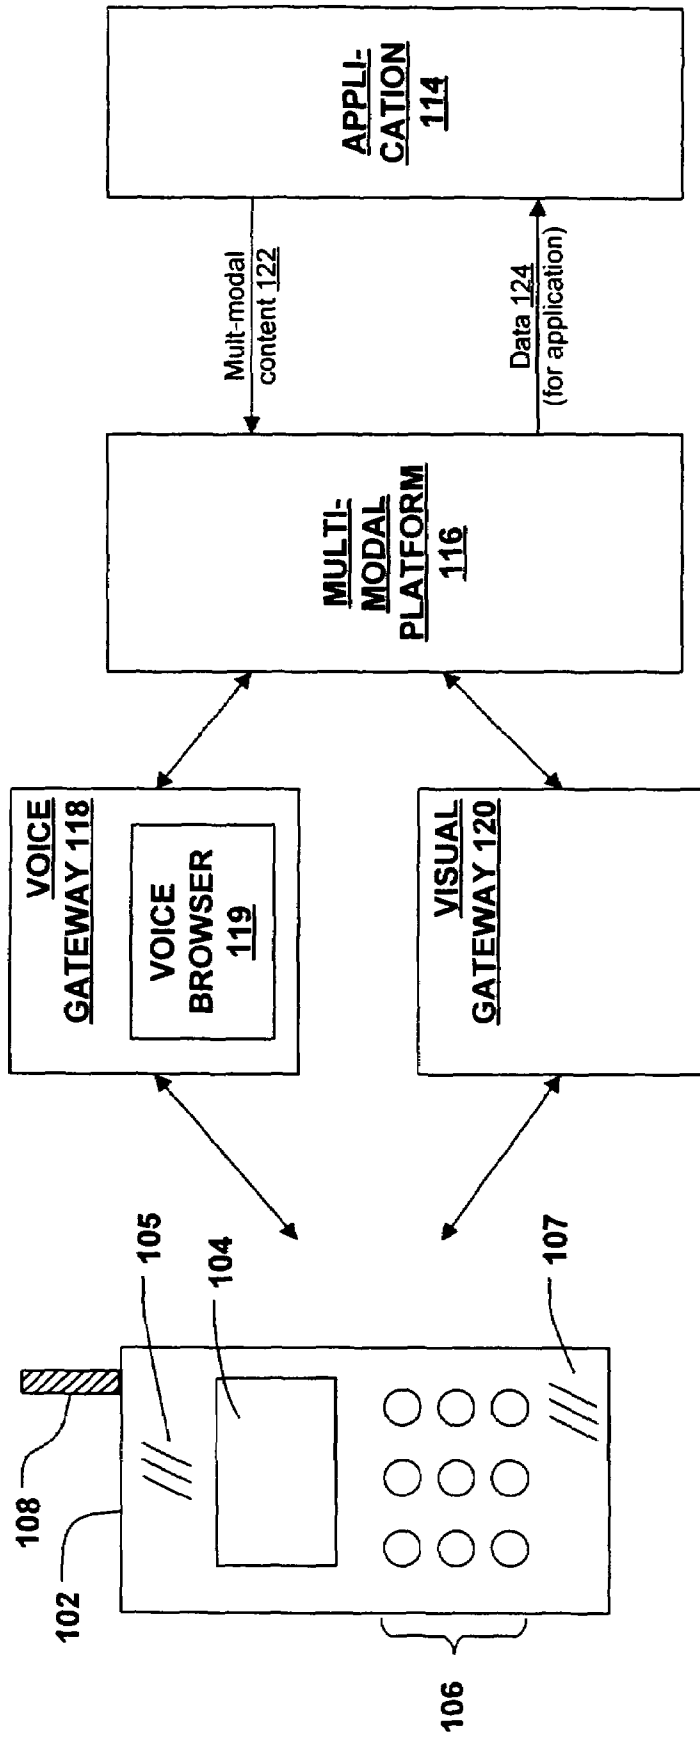 108
102
105
104
106
107
VOICE
GATEWAY 118
VOICE
BROWSER
119
VISUAL
GATEWAY 120
MULTI-
MODAL
PLATFORM
116
Mult-modal
content 122
Data 124
(for application)
APPLI-
CATION
114